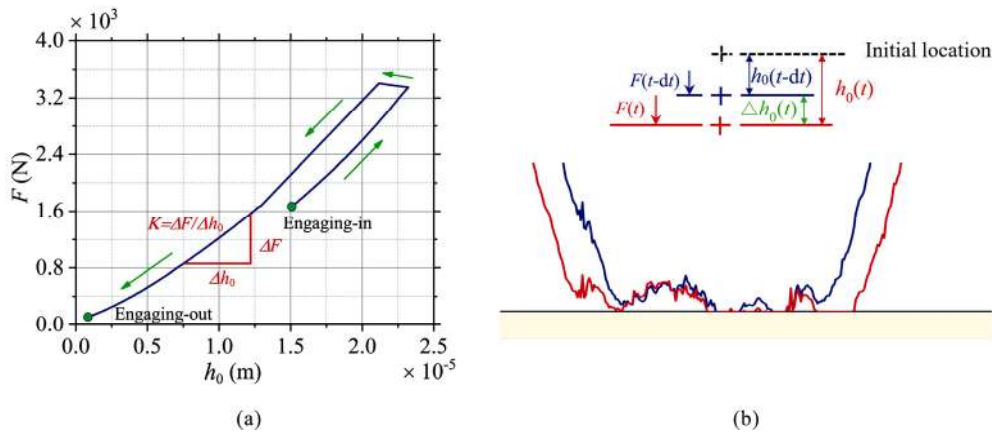 × 10³
4.0
3.2
2.4
1.6
0.8
0.0
F (N)
K=ΔF/Δh₀
ΔF
Δh₀
Engaging-in
Engaging-out
0.0 0.5 1.0 1.5 2.0 2.5
h₀ (m)
× 10⁻⁵
(a)
Initial location
F(t-dt)
h₀(t-dt)
h₀(t)
F(t)
△h₀(t)
(b)